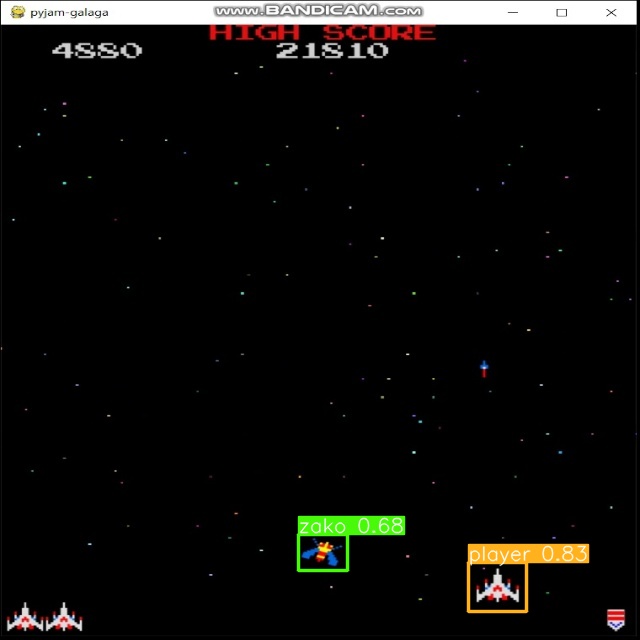 pyjam-galaga
www.BANDICAM.com
HIGH SCORE
4880
21810
zako 0.68
player 0.83